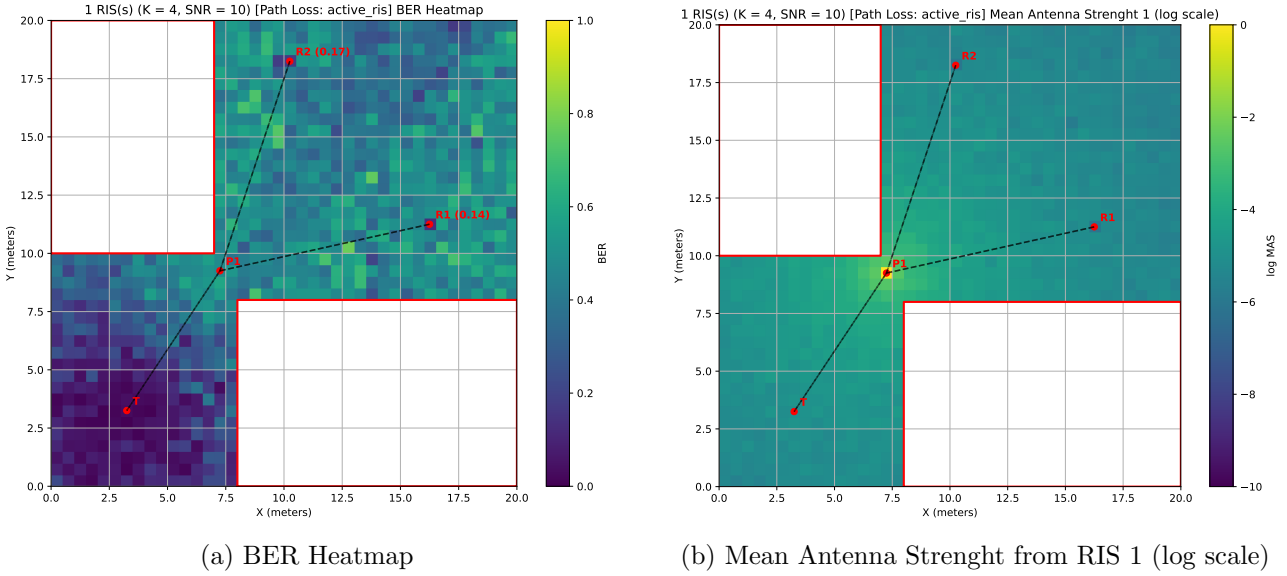 1 RIS(s) (K = 4, SNR = 10) [Path Loss: active_ris] BER Heatmap
20.0
17.5
15.0
12.5
10.0
7.5
5.0
2.5
0.0
Y (meters)
0.0 2.5 5.0 7.5 10.0 12.5 15.0 17.5 20.0
X (meters)
R2 (0.17)
R1 (0.14)
P1
T
1.0
0.8
0.6
0.4
0.2
0.0
BER
(a) BER Heatmap
1 RIS(s) (K = 4, SNR = 10) [Path Loss: active_ris] Mean Antenna Strenght 1 (log scale)
20.0
17.5
15.0
12.5
10.0
7.5
5.0
2.5
0.0
Y (meters)
0.0 2.5 5.0 7.5 10.0 12.5 15.0 17.5 20.0
X (meters)
R2
R1
P1
T
0
−2
−4
−6
−8
−10
log MAS
(b) Mean Antenna Strenght from RIS 1 (log scale)